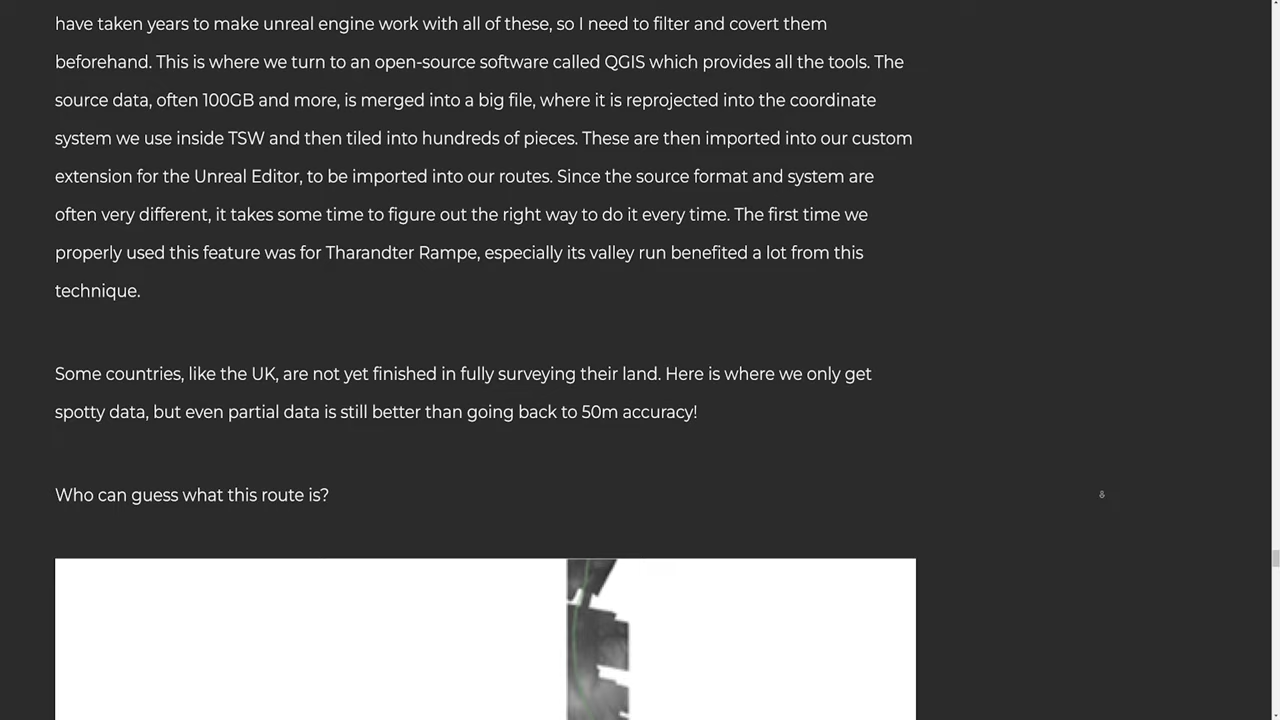 have taken years to make unreal engine work with all of these, so I need to filter and covert them
beforehand. This is where we turn to an open-source software called QGIS which provides all the tools. The
source data, often 100GB and more, is merged into a big file, where it is reprojected into the coordinate
system we use inside TSW and then tiled into hundreds of pieces. These are then imported into our custom
extension for the Unreal Editor, to be imported into our routes. Since the source format and system are
often very different, it takes some time to figure out the right way to do it every time. The first time we
properly used this feature was for Tharandter Rampe, especially its valley run benefited a lot from this
technique.
Some countries, like the UK, are not yet finished in fully surveying their land. Here is where we only get
spotty data, but even partial data is still better than going back to 50m accuracy!
Who can guess what this route is?